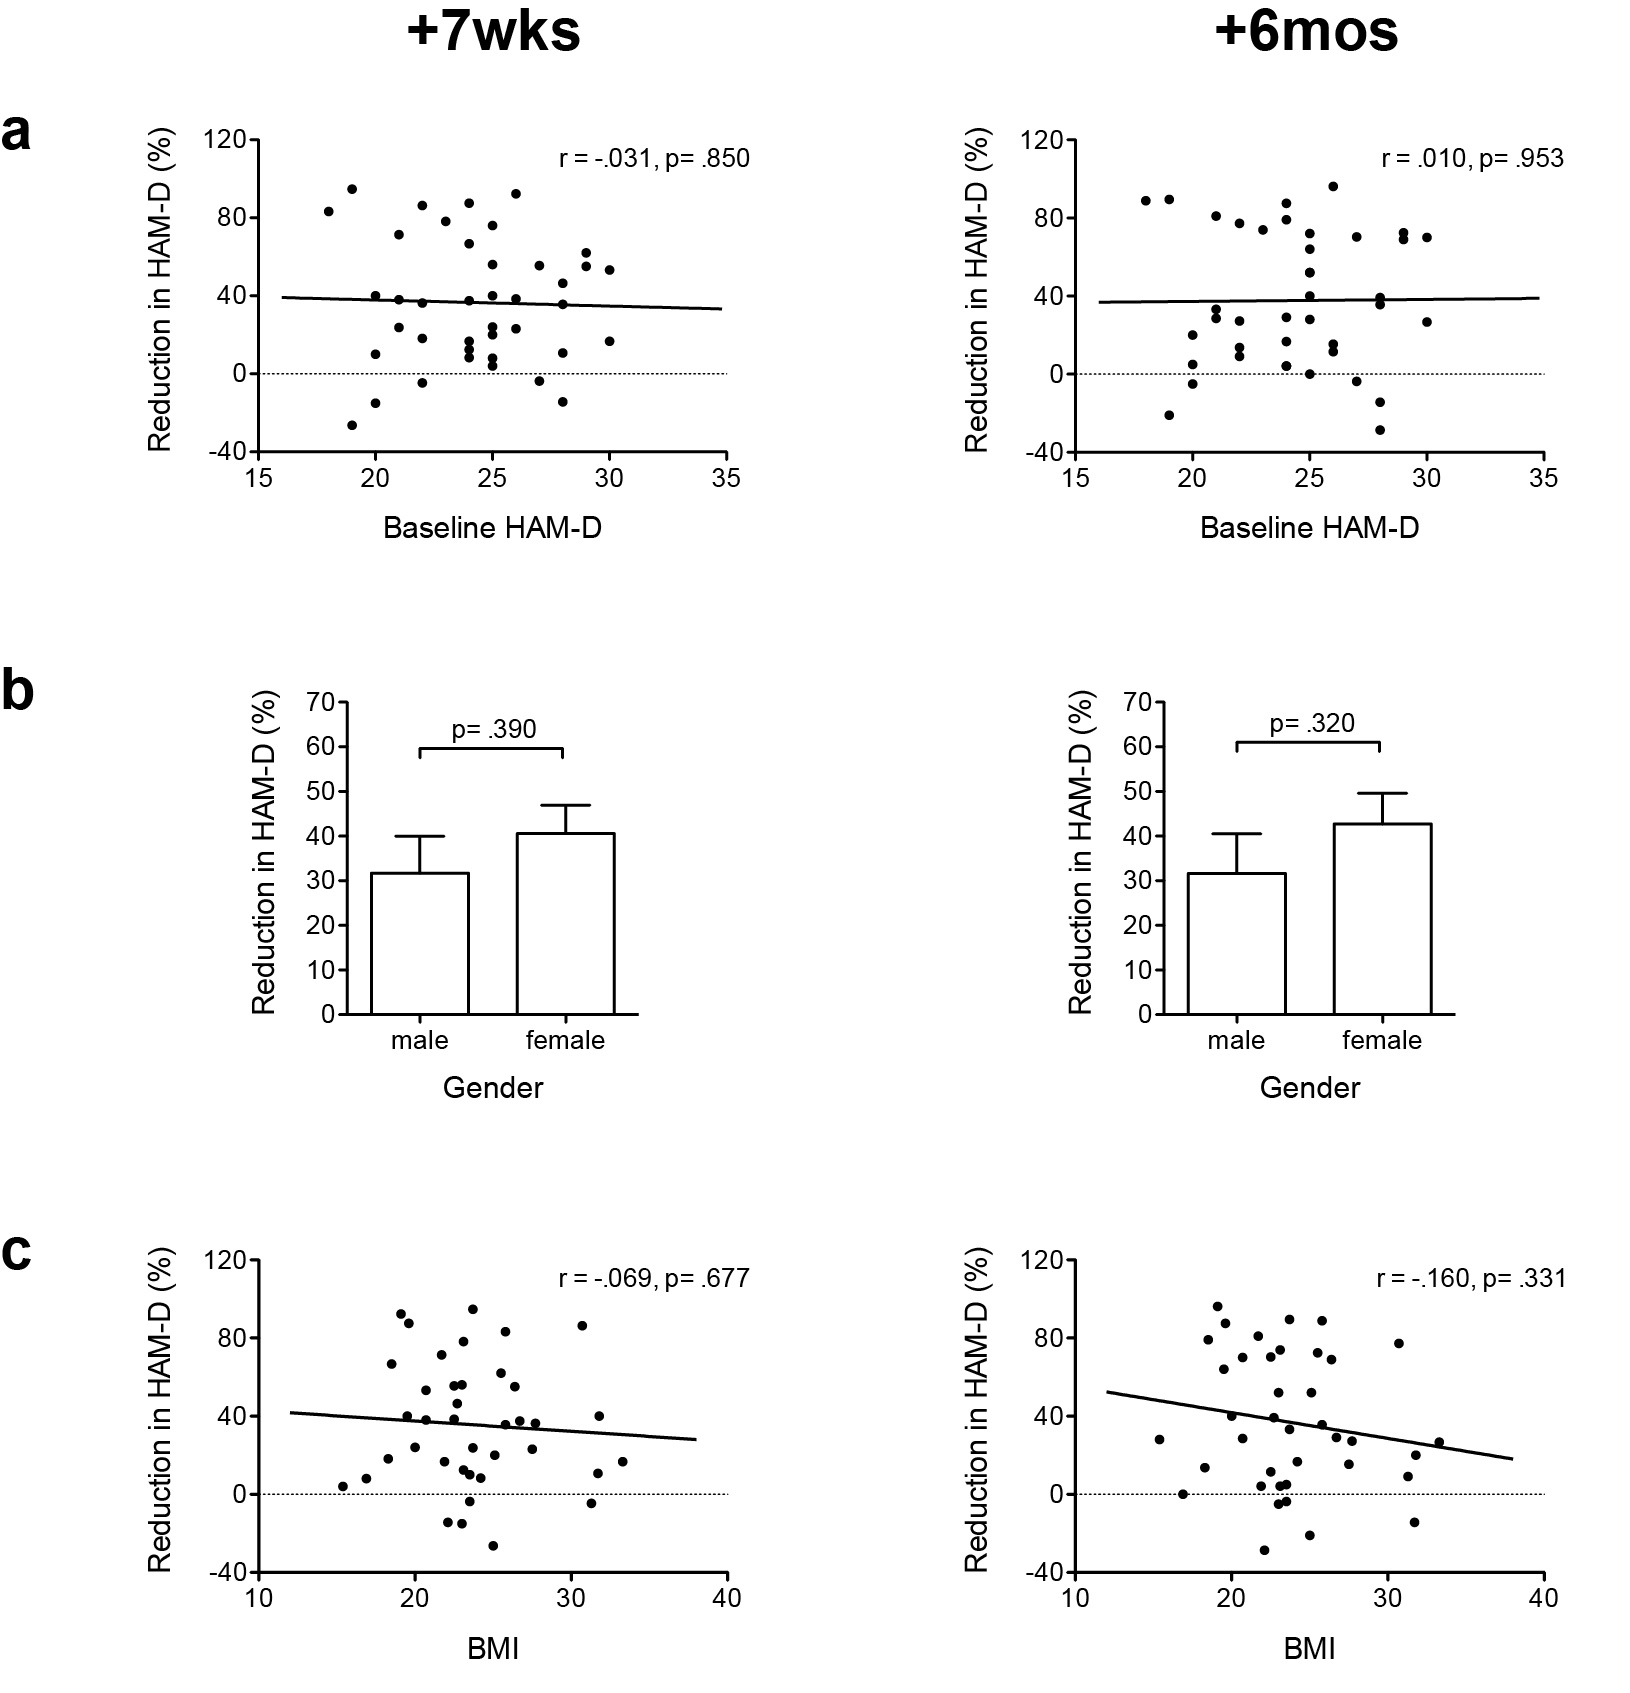 +7wks +6mos
a
Reduction in HAM-D (%)
120
80
40
0
-40
r = -.031, p= .850
15 20 25 30 35
Baseline HAM-D
Reduction in HAM-D (%)
120
80
40
0
-40
r = .010, p= .953
15 20 25 30 35
Baseline HAM-D
b
Reduction in HAM-D (%)
70
60
50
40
30
20
10
0
p= .390
male female
Gender
Reduction in HAM-D (%)
70
60
50
40
30
20
10
0
p= .320
male female
Gender
c
Reduction in HAM-D (%)
120
80
40
0
-40
r = -.069, p= .677
10 20 30 40
BMI
Reduction in HAM-D (%)
120
80
40
0
-40
r = -.160, p= .331
10 20 30 40
BMI